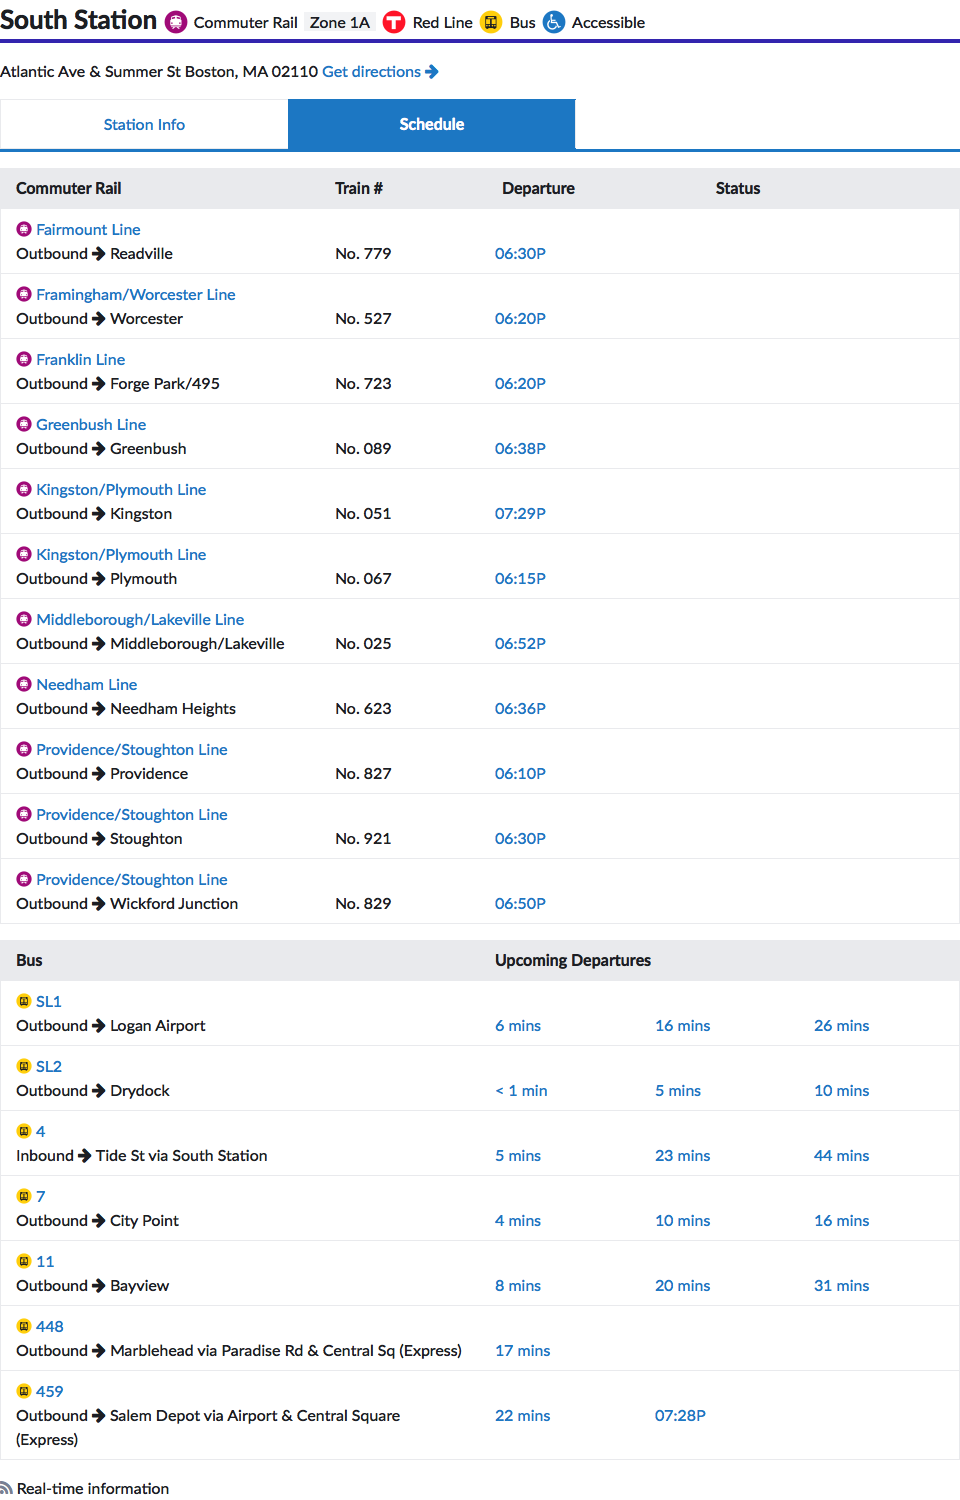 South Station Commuter Rail Zone 1A T Red Line Bus Accessible
Atlantic Ave & Summer St Boston, MA 02110 Get directions
Station Info Schedule
Commuter Rail Train # Departure Status
Fairmount Line
Outbound Readville No. 779 06:30P
Framingham/Worcester Line
Outbound Worcester No. 527 06:20P
Franklin Line
Outbound Forge Park/495 No. 723 06:20P
Greenbush Line
Outbound Greenbush No. 089 06:38P
Kingston/Plymouth Line
Outbound Kingston No. 051 07:29P
Kingston/Plymouth Line
Outbound Plymouth No. 067 06:15P
Middleborough/Lakeville Line
Outbound Middleborough/Lakeville No. 025 06:52P
Needham Line
Outbound Needham Heights No. 623 06:36P
Providence/Stoughton Line
Outbound Providence No. 827 06:10P
Providence/Stoughton Line
Outbound Stoughton No. 921 06:30P
Providence/Stoughton Line
Outbound Wickford Junction No. 829 06:50P
Bus Upcoming Departures
SL1
Outbound Logan Airport 6 mins 16 mins 26 mins
SL2
Outbound Drydock < 1 min 5 mins 10 mins
4
Inbound Tide St via South Station 5 mins 23 mins 44 mins
7
Outbound City Point 4 mins 10 mins 16 mins
11
Outbound Bayview 8 mins 20 mins 31 mins
448
Outbound Marblehead via Paradise Rd & Central Sq (Express) 17 mins
459
Outbound Salem Depot via Airport & Central Square 22 mins 07:28P
(Express)
Real-time information